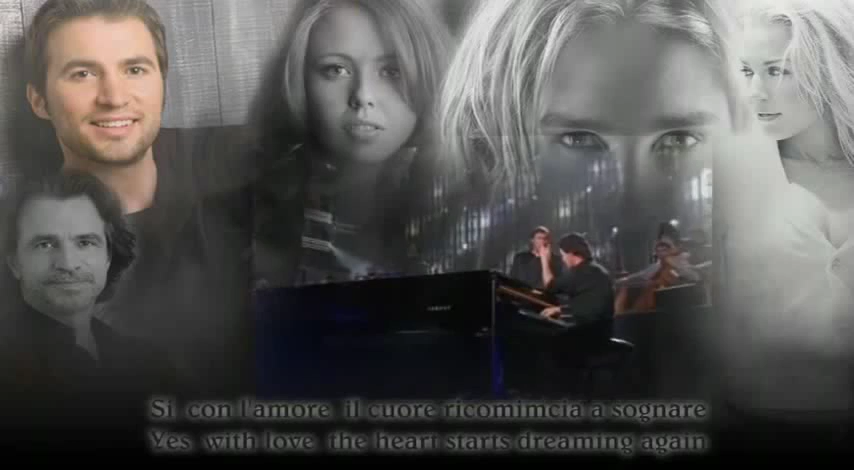 Si con l'amore il cuore ricomimcia a sognare
Yes with love the heart starts dreaming again